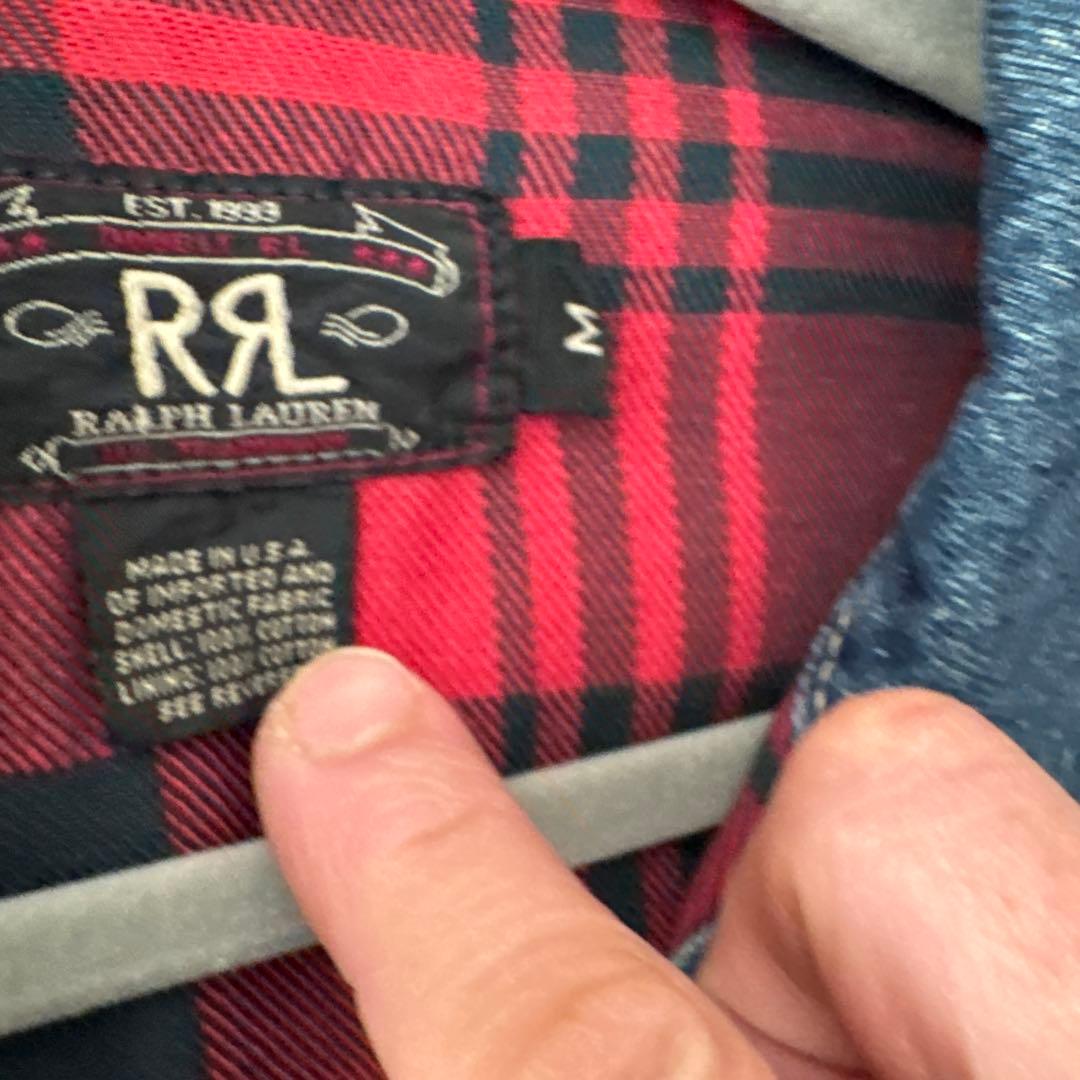 EST. 1993
RRL
RALPH LAUREN
M
MADE IN U.S.A.
OF IMPORTED AND
DOMESTIC FABRIC
SHELL: 100% COTTON
LINING: 100% COTTON
SEE